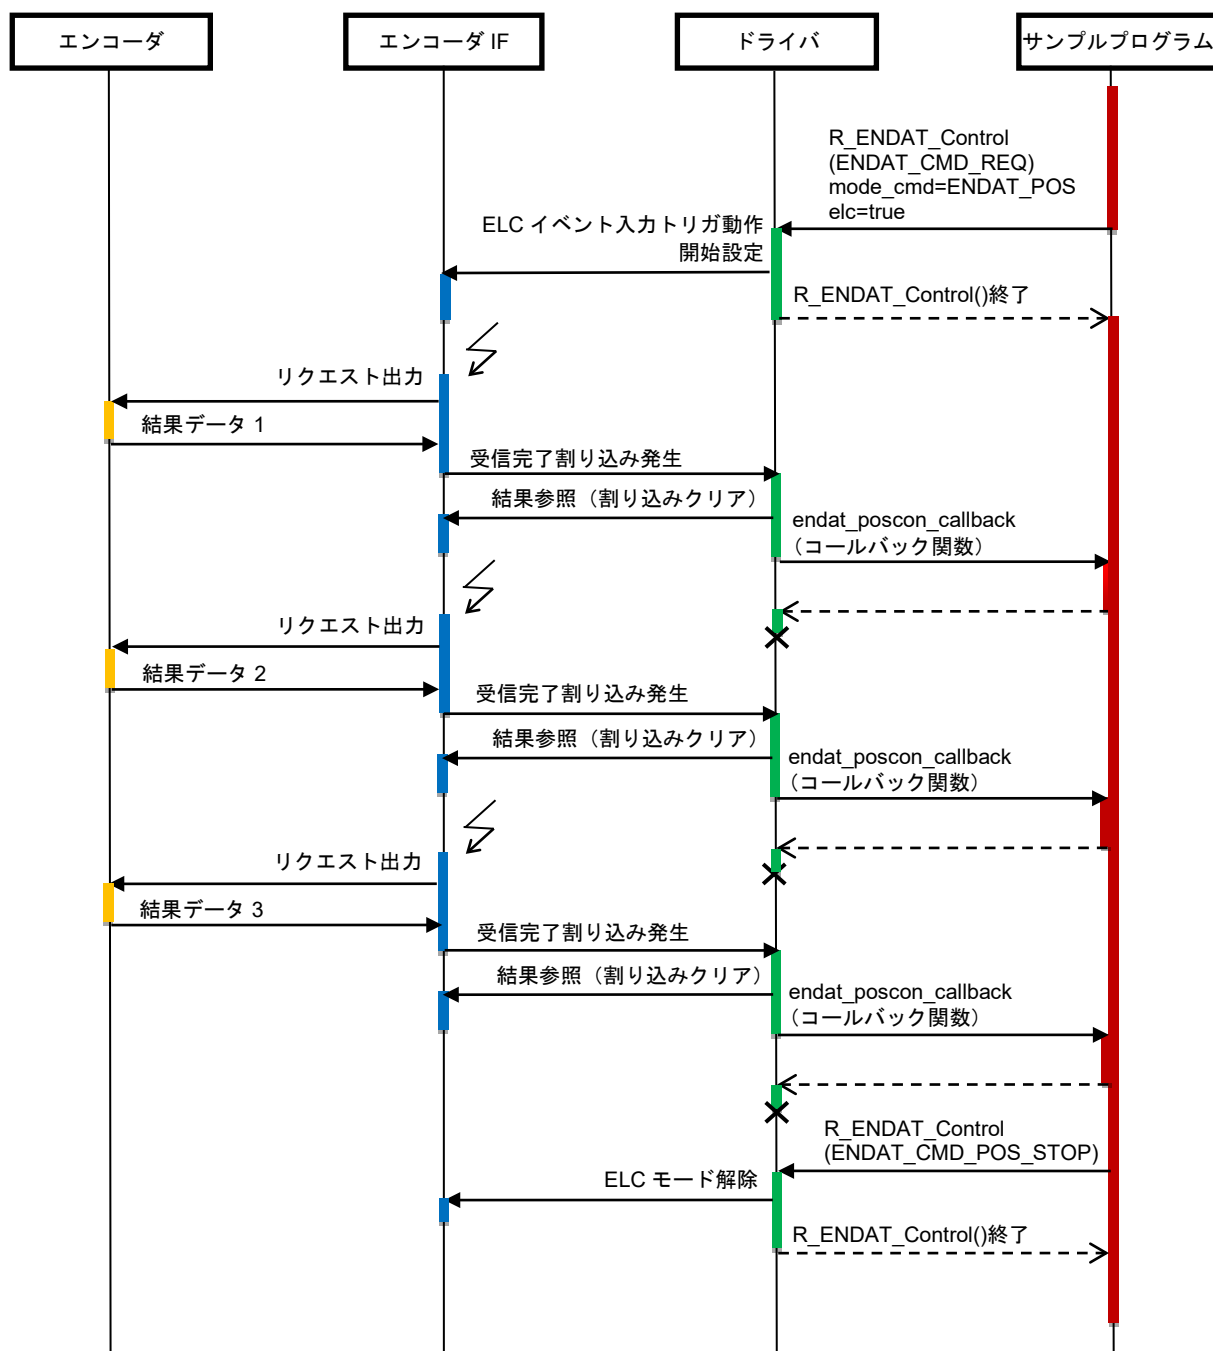 エンコーダ
エンコーダ IF
ドライバ
サンプルプログラム
R_ENDAT_Control
(ENDAT_CMD_REQ)
mode_cmd=ENDAT_POS
elc=true
ELC イベント入力トリガ動作
開始設定
R_ENDAT_Control()終了
リクエスト出力
結果データ 1
受信完了割り込み発生
結果参照（割り込みクリア）
endat_poscon_callback
（コールバック関数）
リクエスト出力
結果データ 2
受信完了割り込み発生
結果参照（割り込みクリア）
endat_poscon_callback
（コールバック関数）
リクエスト出力
結果データ 3
受信完了割り込み発生
結果参照（割り込みクリア）
endat_poscon_callback
（コールバック関数）
R_ENDAT_Control
(ENDAT_CMD_POS_STOP)
ELC モード解除
R_ENDAT_Control()終了